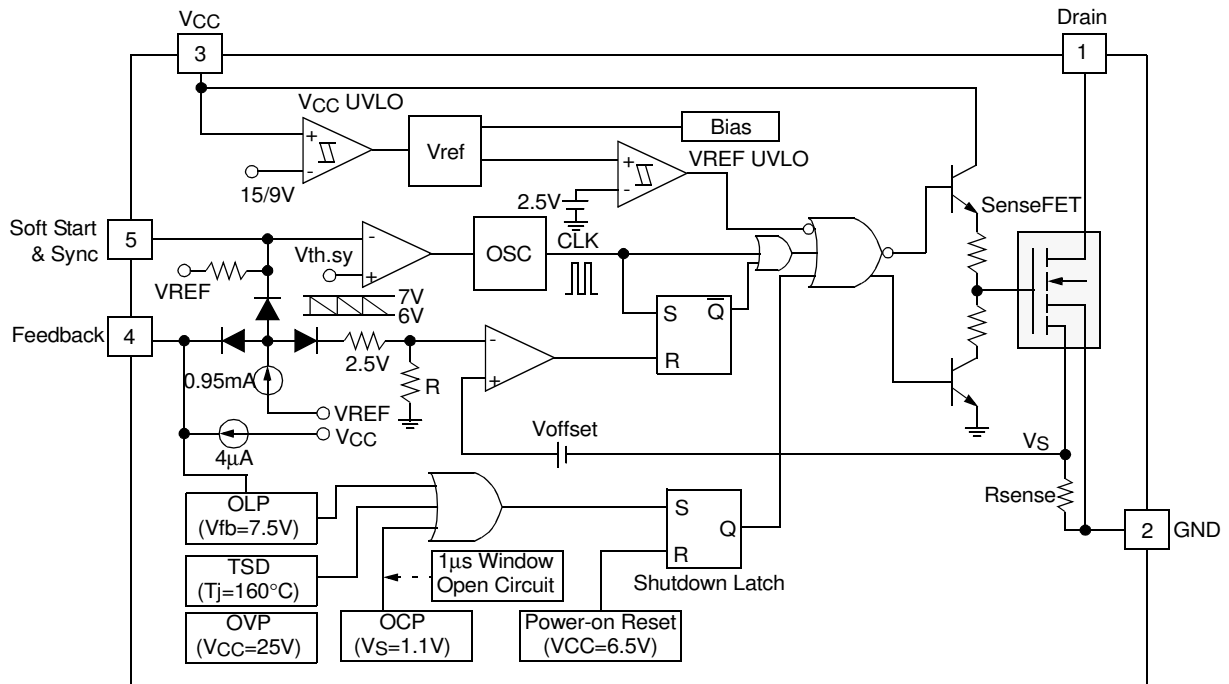 VCC
3
Drain
1
VCC UVLO
+
-
15/9V
Vref
Bias
VREF UVLO
+
-
2.5V
Soft Start
& Sync
5
VREF
Vth.sy
-
+
OSC
CLK
SenseFET
7V
6V
Feedback
4
0.95mA
2.5V
R
-
+
S
Q
R
VREF
VCC
4μA
Voffset
VS
Rsense
2
GND
OLP
(Vfb=7.5V)
TSD
(Tj=160°C)
OVP
(VCC=25V)
1μs Window
Open Circuit
OCP
(VS=1.1V)
S
Q
R
Shutdown Latch
Power-on Reset
(VCC=6.5V)